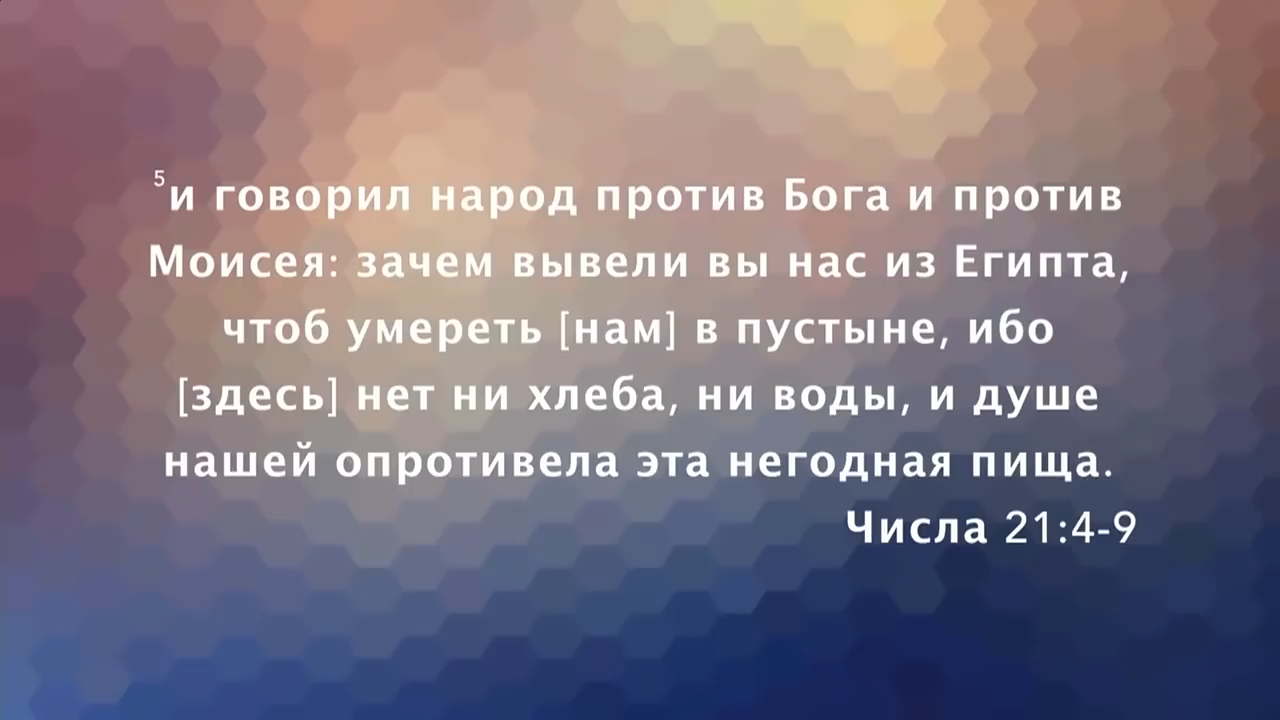 ⁵и говорил народ против Бога и против
Моисея: зачем вывели вы нас из Египта,
чтоб умереть [нам] в пустыне, ибо
[здесь] нет ни хлеба, ни воды, и душе
нашей опротивела эта негодная пища.
Числа 21:4-9